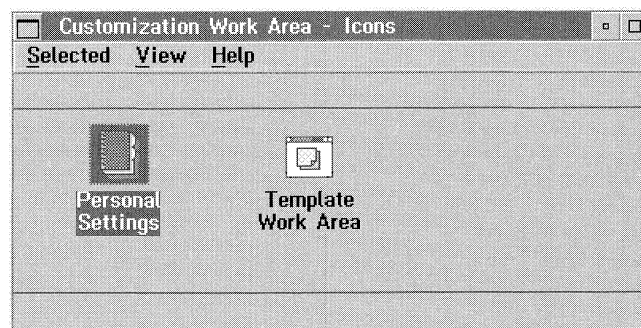 Customization Work Area - Icons
Selected View Help
Personal
Settings
Template
Work Area